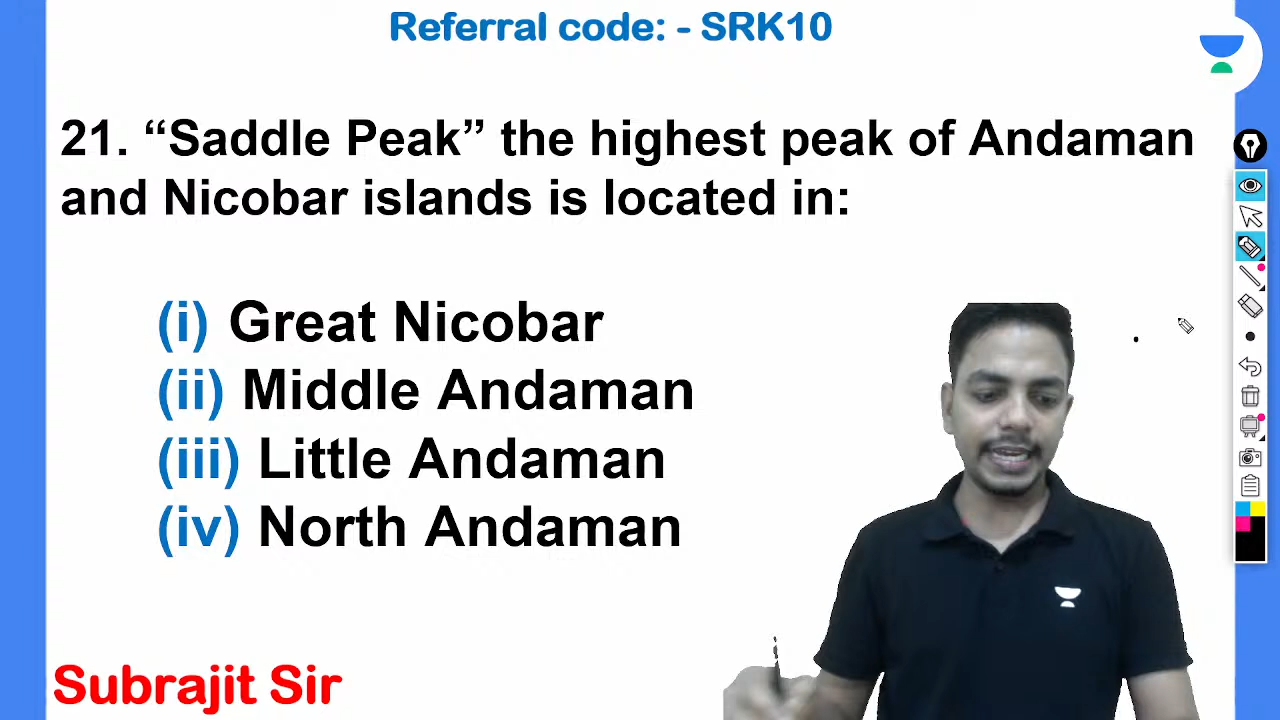 Referral code: - SRK10
21. “Saddle Peak” the highest peak of Andaman
and Nicobar islands is located in:
(i) Great Nicobar
(ii) Middle Andaman
(iii) Little Andaman
(iv) North Andaman
Subrajit Sir